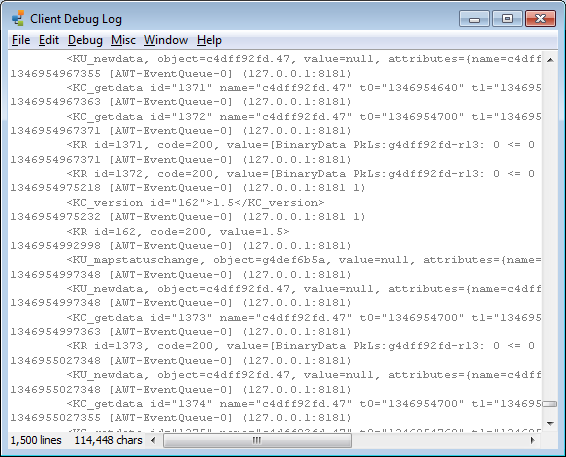 Client Debug Log
File Edit Debug Misc Window Help
<KU_newdata, object=c4dff92fd.47, value=null, attributes={name=c4dff
1346954967355 [AWT-EventQueue-0] (127.0.0.1:8181)
<KC_getdata id="1371" name="c4dff92fd.47" t0="1346954640" t1="134695
1346954967363 [AWT-EventQueue-0] (127.0.0.1:8181)
<KC_getdata id="1372" name="c4dff92fd.47" t0="1346954700" t1="134695
1346954967371 [AWT-EventQueue-0] (127.0.0.1:8181)
<KR id=1371, code=200, value=[BinaryData PkLs:g4dff92fd-rl3: 0 <= 0
1346954967371 [AWT-EventQueue-0] (127.0.0.1:8181)
<KR id=1372, code=200, value=[BinaryData PkLs:g4dff92fd-rl3: 0 <= 0
1346954975218 [AWT-EventQueue-0] (127.0.0.1:8181 1)
<KC_version id="162">1.5</KC_version>
1346954975232 [AWT-EventQueue-0] (127.0.0.1:8181 1)
<KR id=162, code=200, value=1.5>
1346954992998 [AWT-EventQueue-0] (127.0.0.1:8181)
<KU_mapstatuschange, object=g4def6b5a, value=null, attributes={name=
1346954997348 [AWT-EventQueue-0] (127.0.0.1:8181)
<KU_newdata, object=c4dff92fd.47, value=null, attributes={name=c4dff
1346954997348 [AWT-EventQueue-0] (127.0.0.1:8181)
<KC_getdata id="1373" name="c4dff92fd.47" t0="1346954700" t1="134695
1346954997363 [AWT-EventQueue-0] (127.0.0.1:8181)
<KR id=1373, code=200, value=[BinaryData PkLs:g4dff92fd-rl3: 0 <= 0
1346955027348 [AWT-EventQueue-0] (127.0.0.1:8181)
<KU_newdata, object=c4dff92fd.47, value=null, attributes={name=c4dff
1346955027348 [AWT-EventQueue-0] (127.0.0.1:8181)
<KC_getdata id="1374" name="c4dff92fd.47" t0="1346954700" t1="134695
1346955027355 [AWT-EventQueue-0] (127.0.0.1:8181)
1,500 lines 114,448 chars